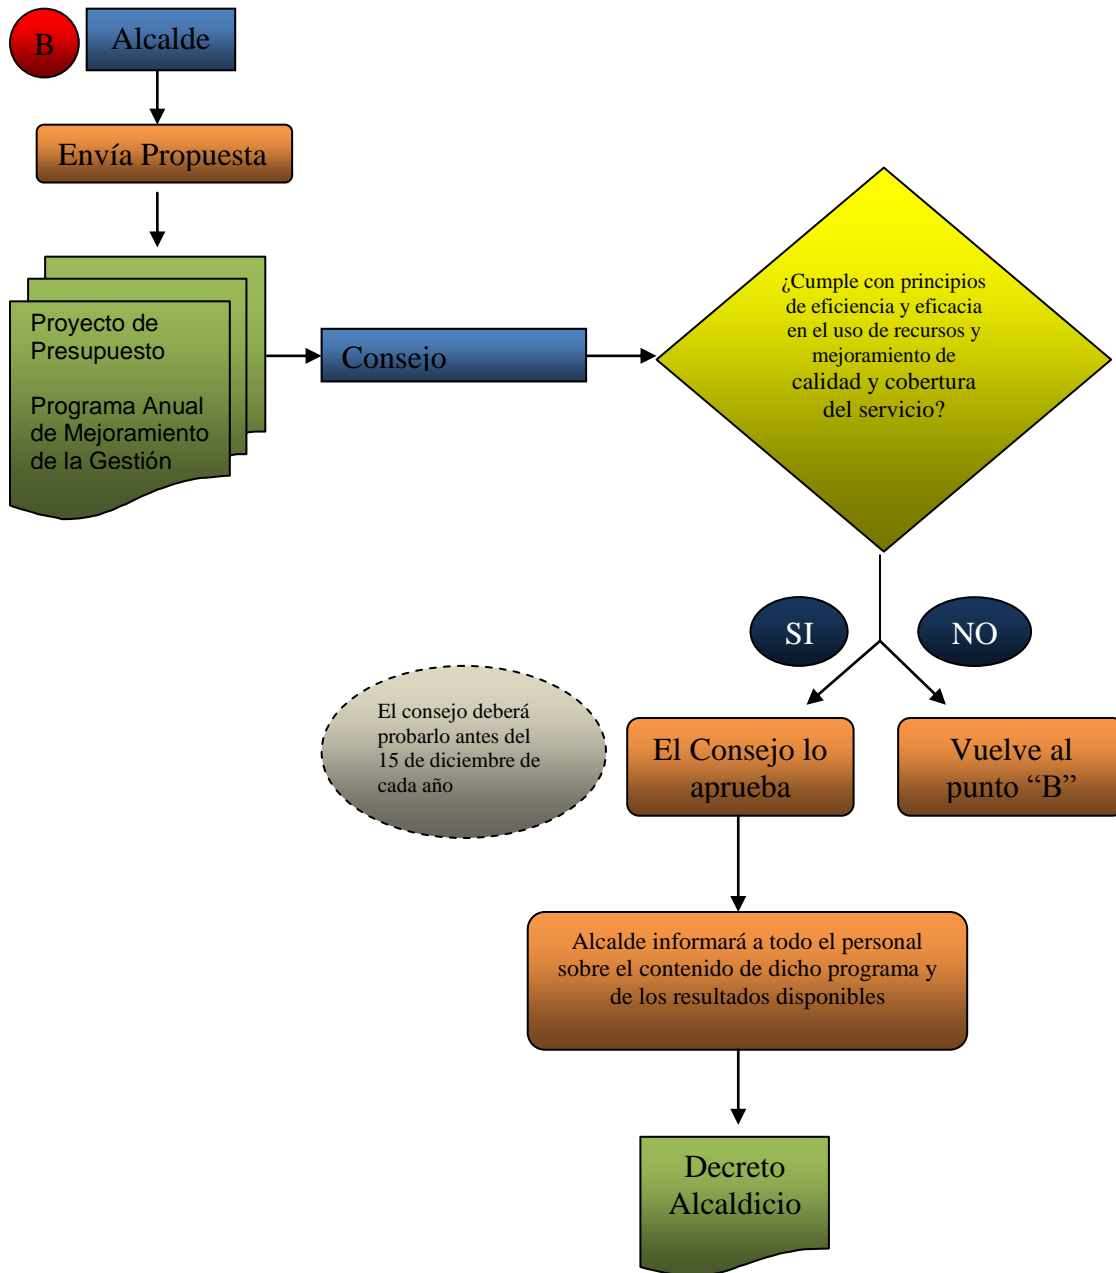 B
Alcalde
Envía Propuesta
Proyecto de
Presupuesto
Programa Anual
de Mejoramiento
de la Gestión
Consejo
¿Cumple con principios
de eficiencia y eficacia
en el uso de recursos y
mejoramiento de
calidad y cobertura
del servicio?
SI
NO
El consejo deberá
probarlo antes del
15 de diciembre de
cada año
El Consejo lo
aprueba
Vuelve al
punto “B”
Alcalde informará a todo el personal
sobre el contenido de dicho programa y
de los resultados disponibles
Decreto
Alcaldicio